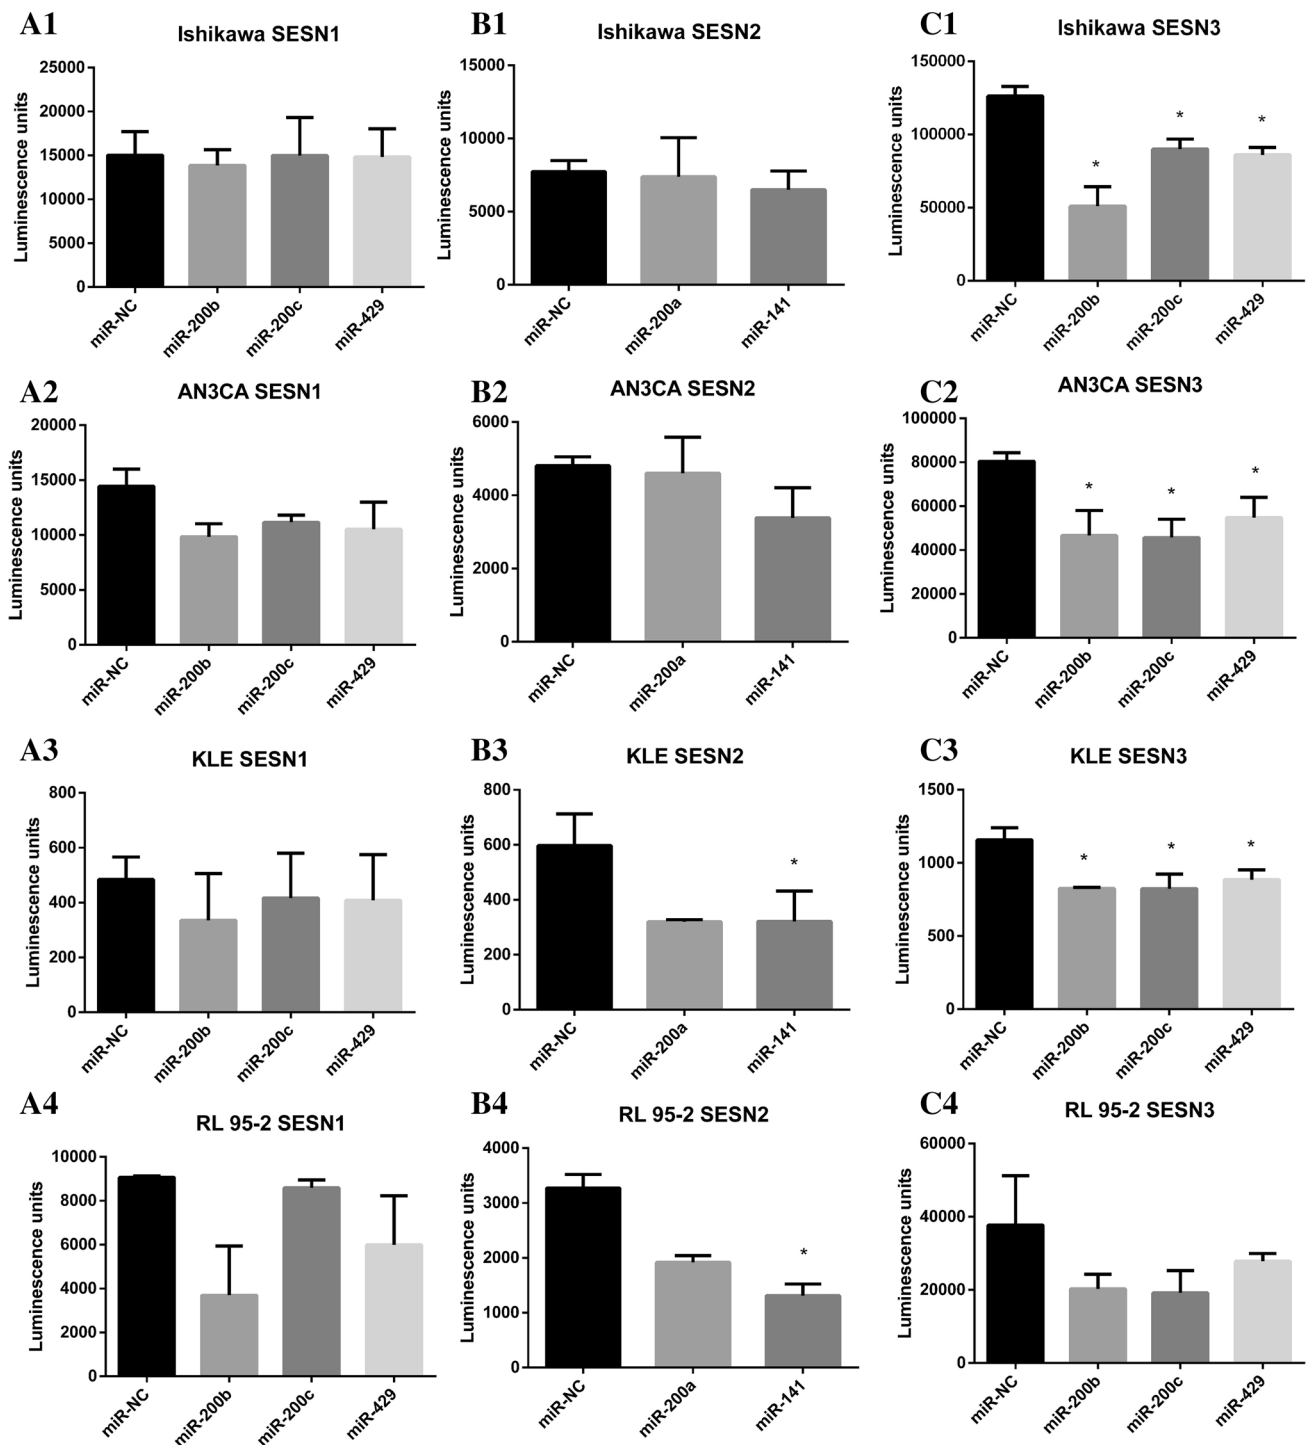 A1
Ishikawa SESN1
Luminescence units
25000
20000
15000
10000
5000
0
miR-NC
miR-200b
miR-200c
miR-429
B1
Ishikawa SESN2
Luminescence units
15000
10000
5000
0
miR-NC
miR-200a
miR-141
C1
Ishikawa SESN3
Luminescence units
150000
100000
50000
0
*
*
*
miR-NC
miR-200b
miR-200c
miR-429
A2
AN3CA SESN1
Luminescence units
20000
15000
10000
5000
0
miR-NC
miR-200b
miR-200c
miR-429
B2
AN3CA SESN2
Luminescence units
6000
4000
2000
0
miR-NC
miR-200a
miR-141
C2
AN3CA SESN3
Luminescence units
100000
80000
60000
40000
20000
0
*
*
*
miR-NC
miR-200b
miR-200c
miR-429
A3
KLE SESN1
Luminescence units
800
600
400
200
0
miR-NC
miR-200b
miR-200c
miR-429
B3
KLE SESN2
Luminescence units
800
600
400
200
0
*
miR-NC
miR-200a
miR-141
C3
KLE SESN3
Luminescence units
1500
1000
500
0
*
*
*
miR-NC
miR-200b
miR-200c
miR-429
A4
RL 95-2 SESN1
Luminescence units
10000
8000
6000
4000
2000
0
miR-NC
miR-200b
miR-200c
miR-429
B4
RL 95-2 SESN2
Luminescence units
4000
3000
2000
1000
0
*
miR-NC
miR-200a
miR-141
C4
RL 95-2 SESN3
Luminescence units
60000
40000
20000
0
miR-NC
miR-200b
miR-200c
miR-429